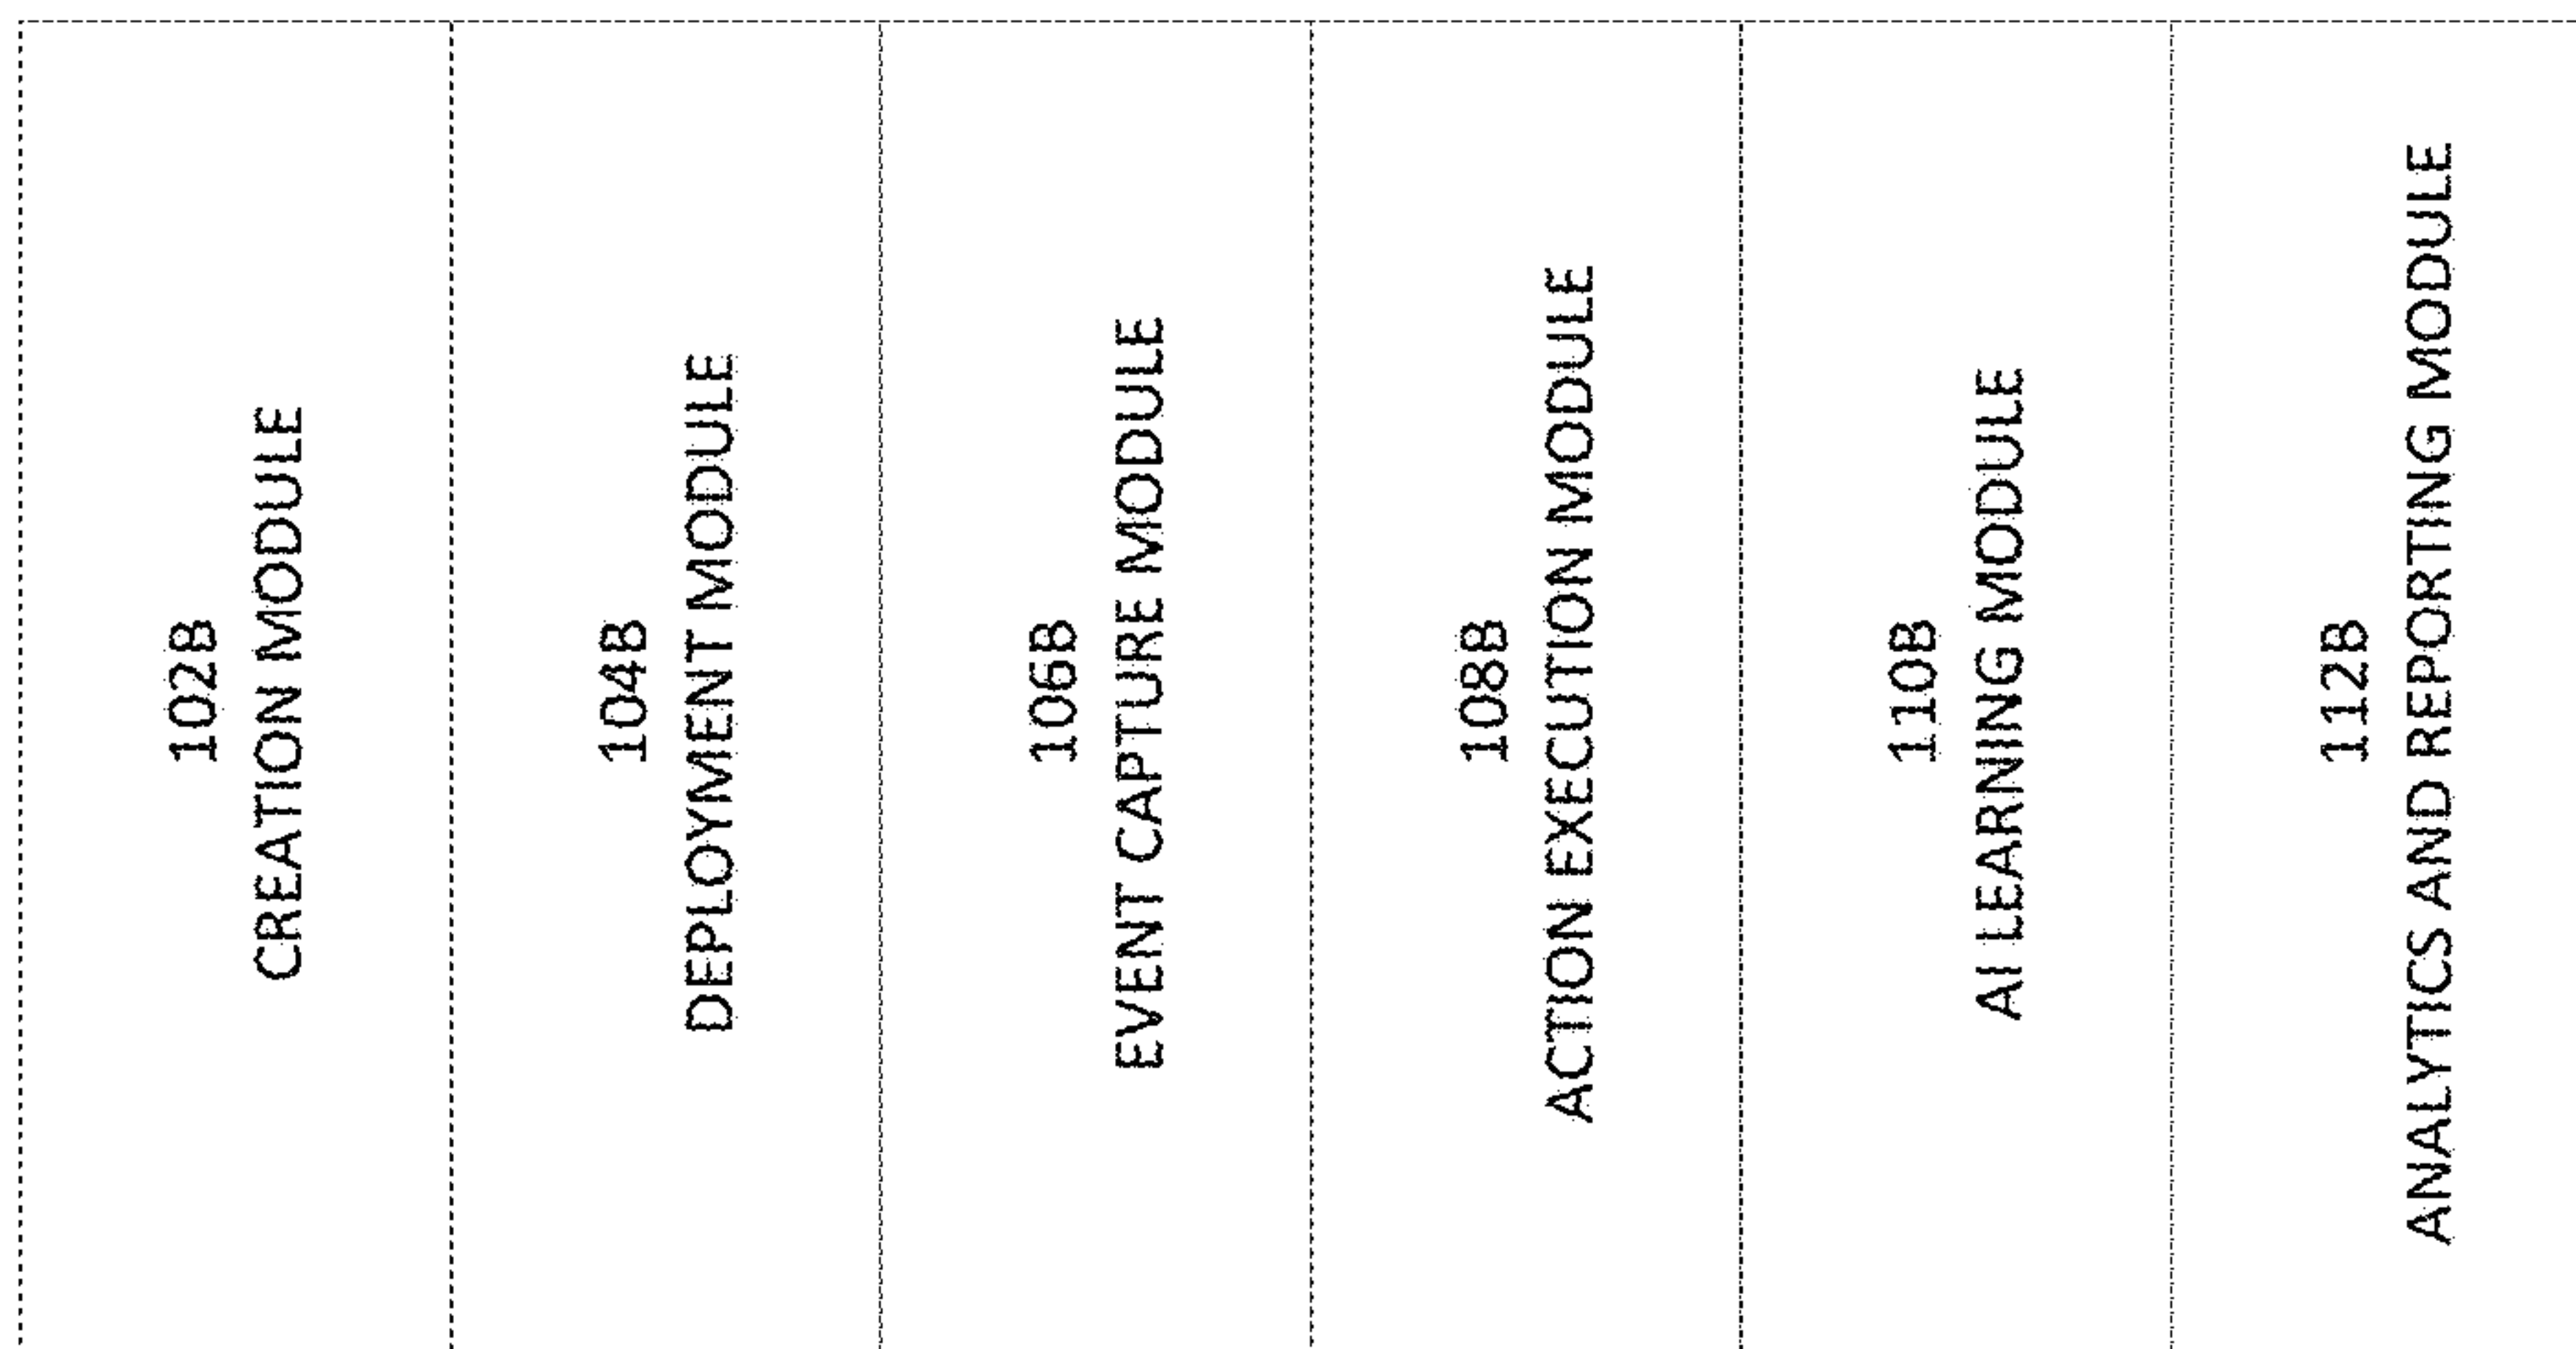 102B
CREATION MODULE
104B
DEPLOYMENT MODULE
106B
EVENT CAPTURE MODULE
108B
ACTION EXECUTION MODULE
110B
AI LEARNING MODULE
112B
ANALYTICS AND REPORTING MODULE